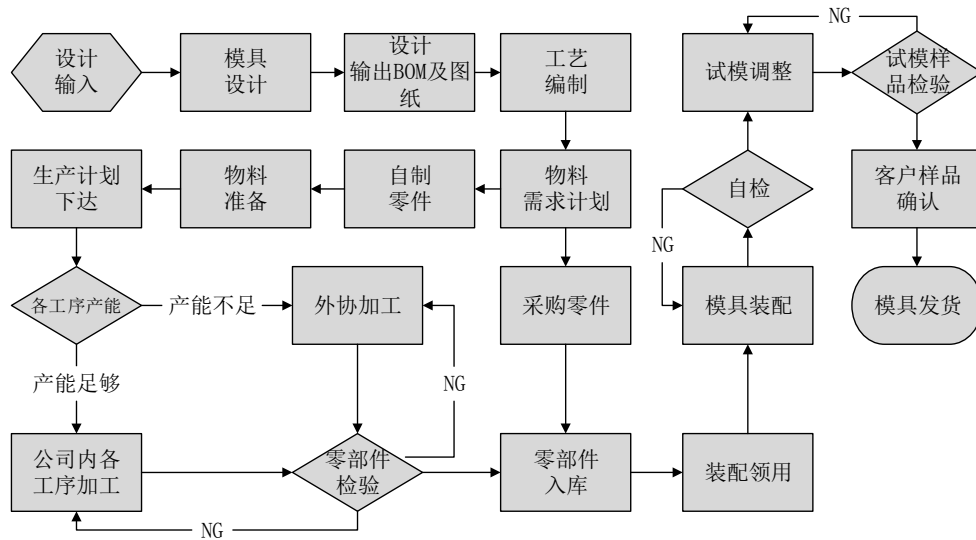 设计
输入
模具
设计
设计
输出BOM及图
纸
工艺
编制
试模调整
NG
试模样
品检验
生产计划
下达
物料
准备
自制
零件
物料
需求计划
自检
NG
客户样品
确认
各工序产能
产能不足
外协加工
采购零件
模具装配
模具发货
产能足够
NG
公司内各
工序加工
零部件
检验
零部件
入库
装配领用
NG